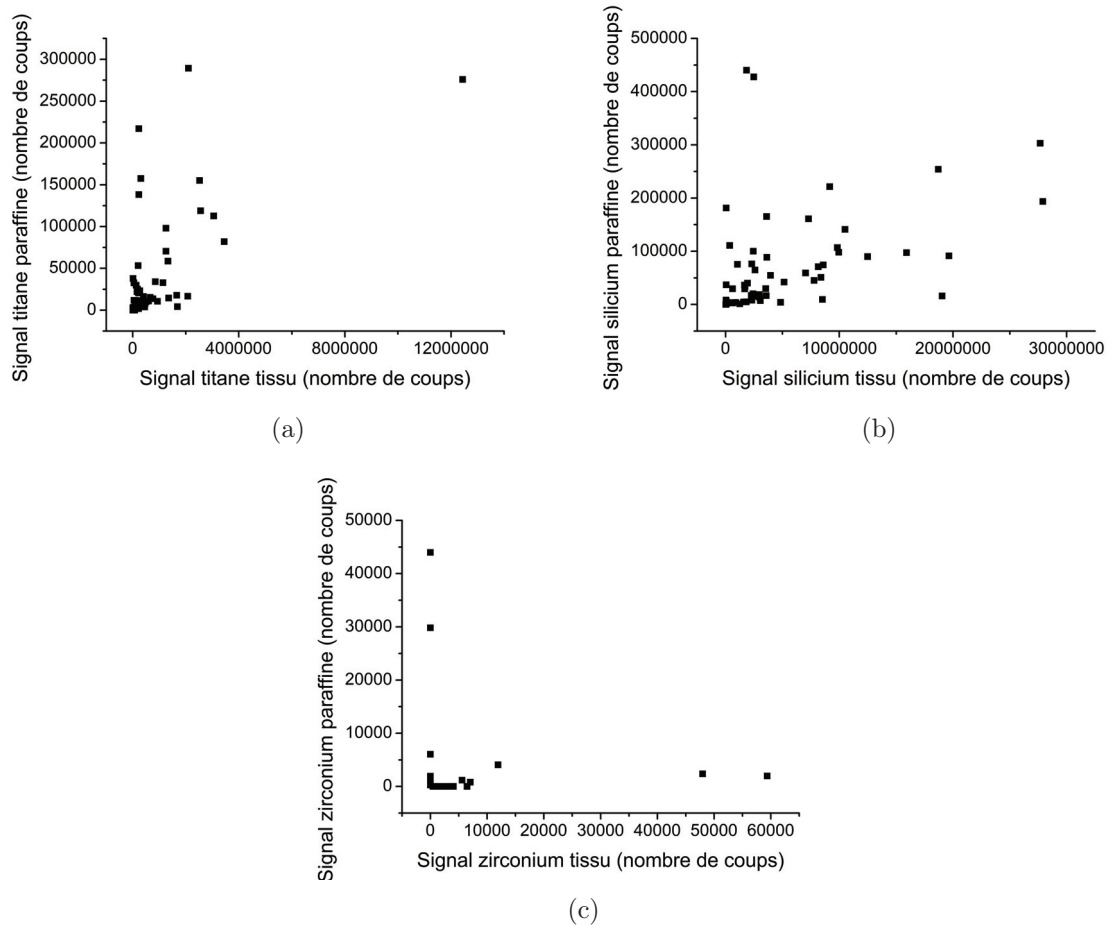 Signal titane paraffine (nombre de coups)
300000
250000
200000
150000
100000
50000
0
0 4000000 8000000 12000000
Signal titane tissu (nombre de coups)
(a)
Signal silicium paraffine (nombre de coups)
500000
400000
300000
200000
100000
0
0 10000000 20000000 30000000
Signal silicium tissu (nombre de coups)
(b)
Signal zirconium paraffine (nombre de coups)
50000
40000
30000
20000
10000
0
0 10000 20000 30000 40000 50000 60000
Signal zirconium tissu (nombre de coups)
(c)